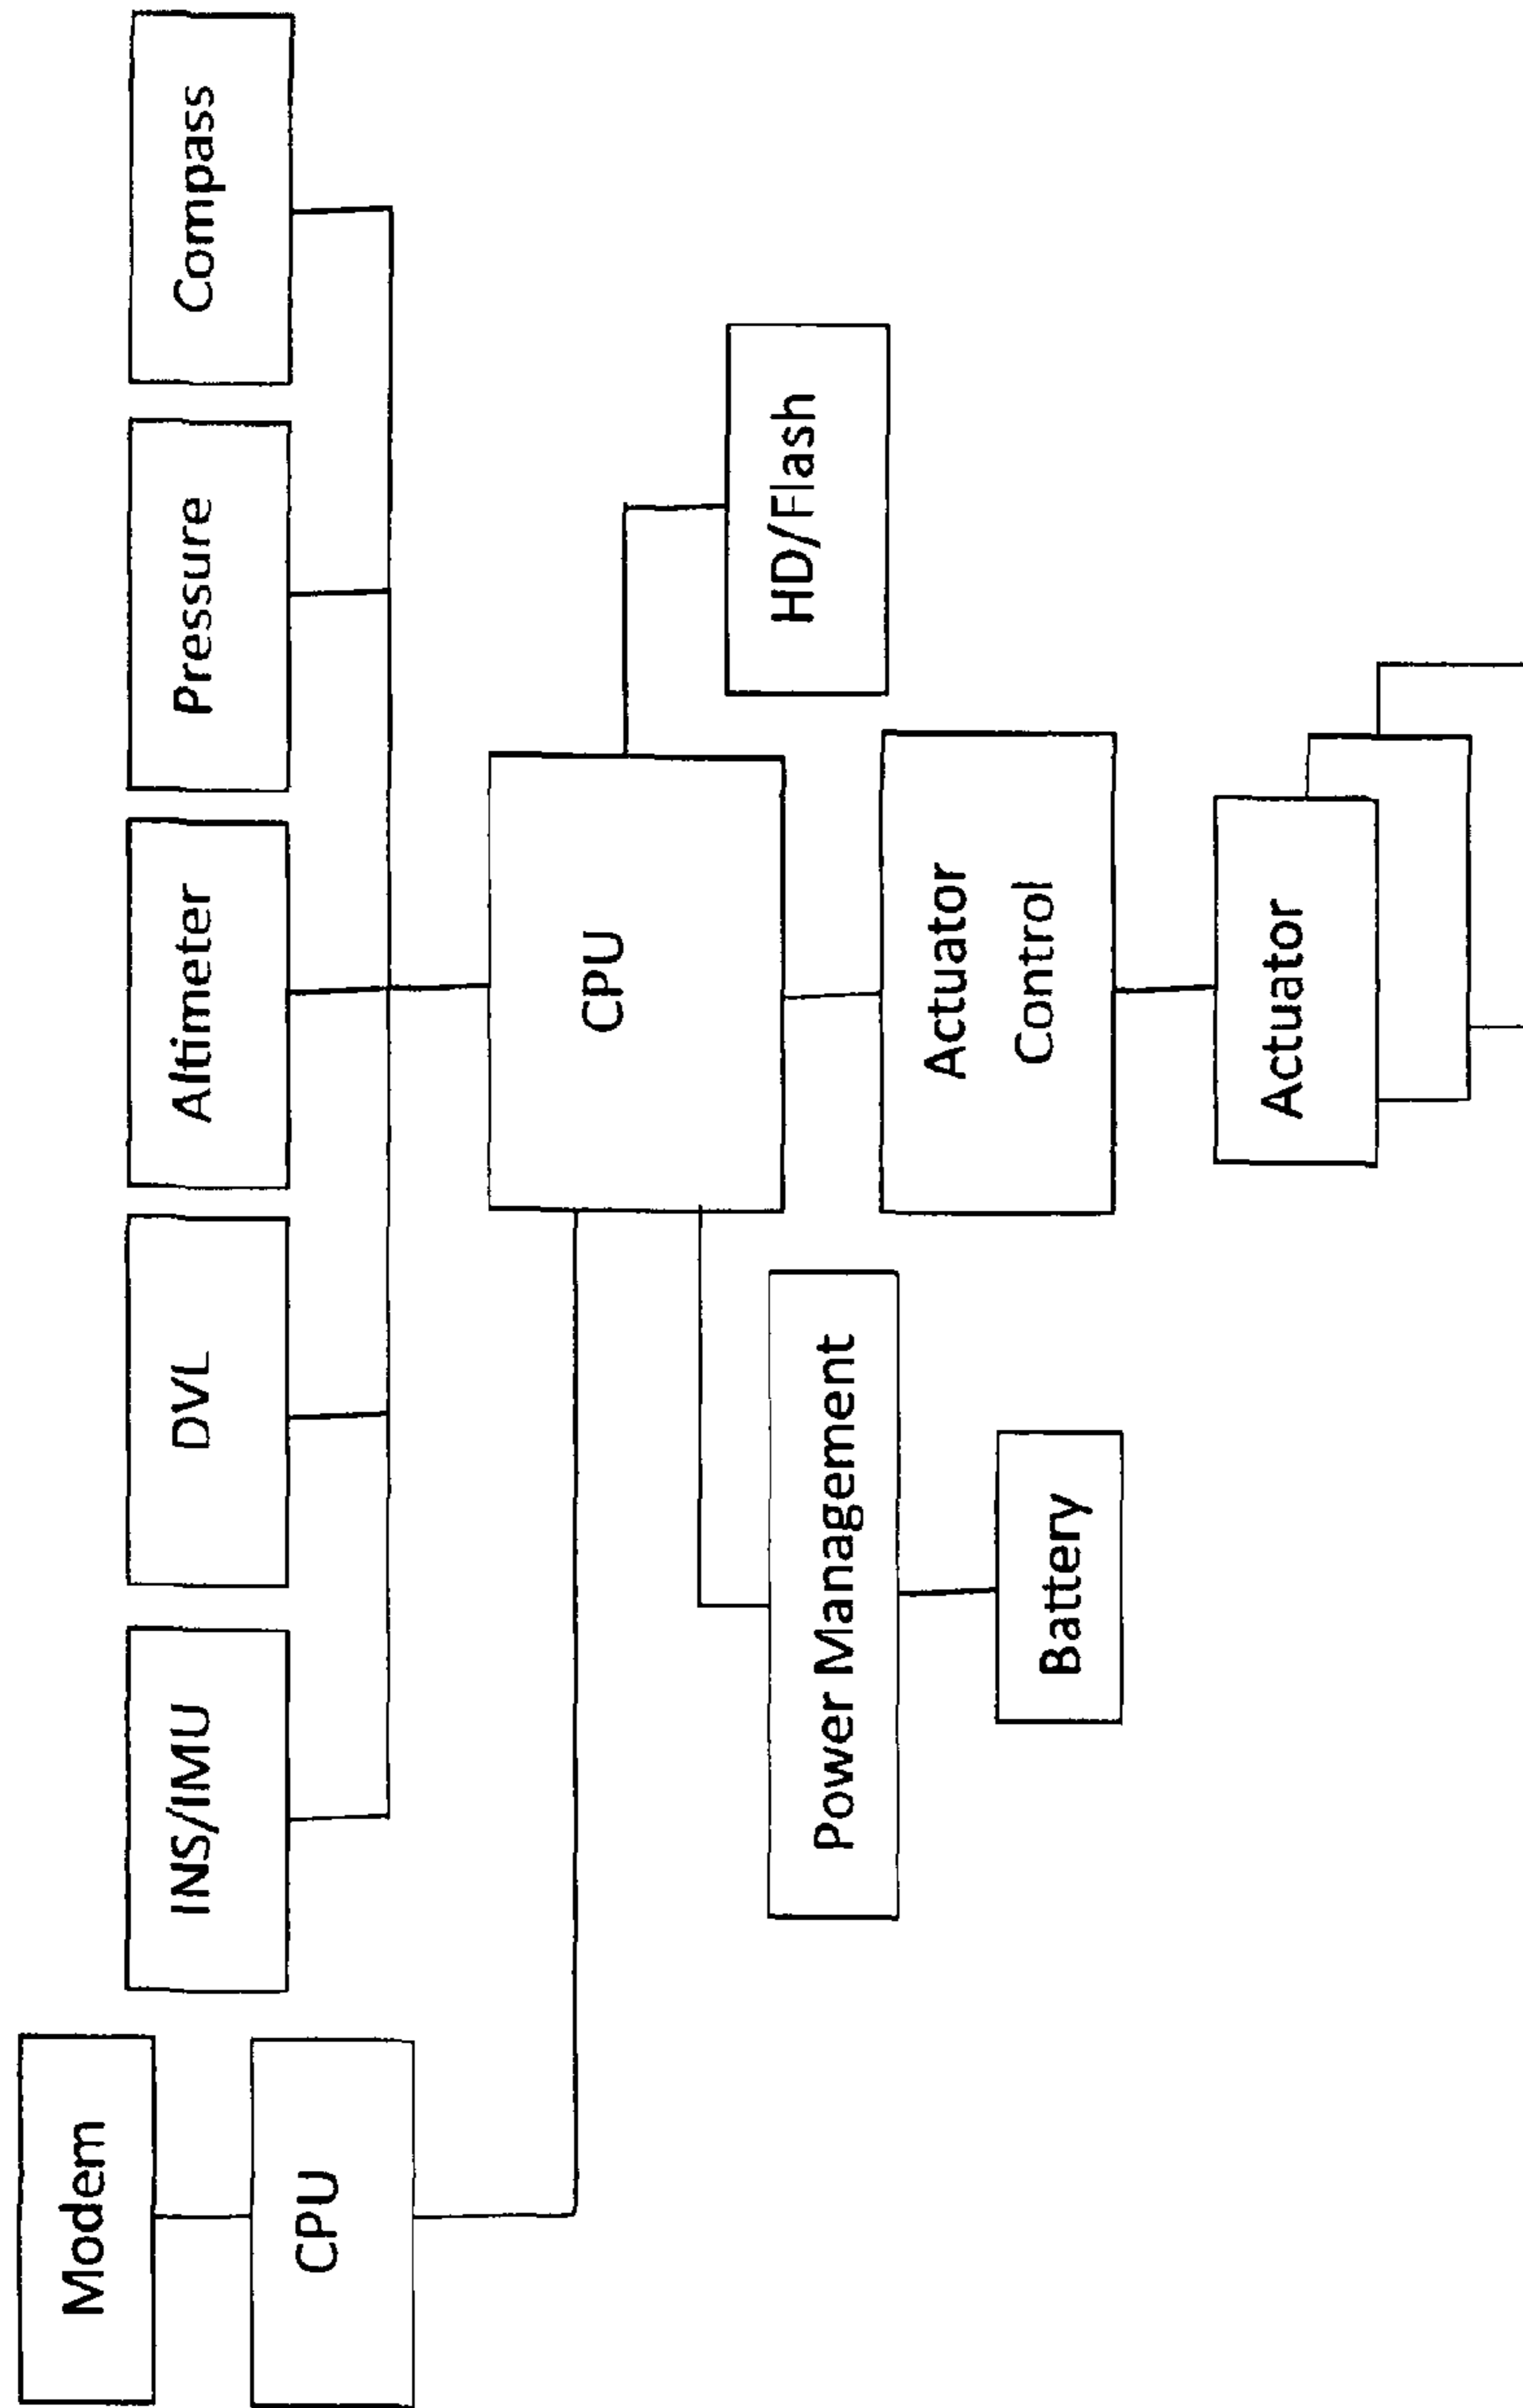 Modem
CPU
INS/IMU
DVL
Altimeter
Pressure
Compass
CPU
HD/Flash
Power Management
Battery
Actuator
Control
Actuator